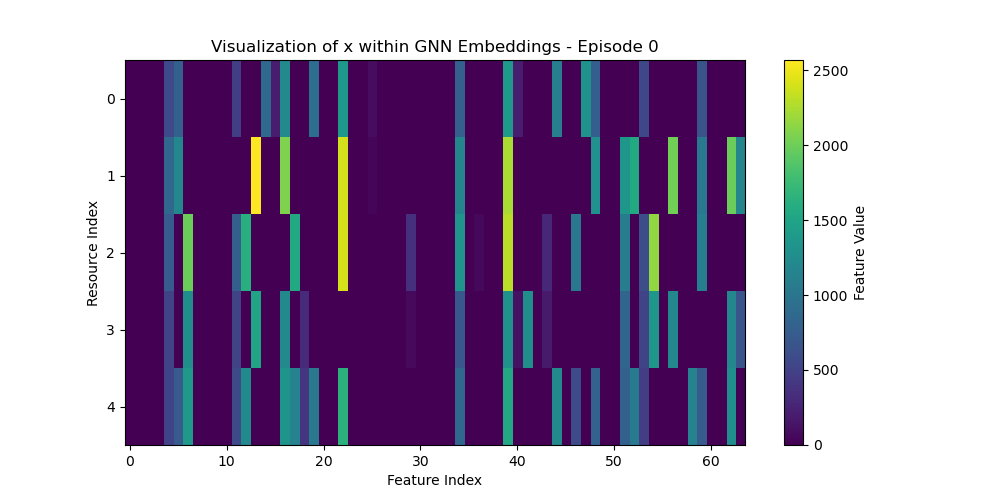 Visualization of x within GNN Embeddings - Episode 0
Resource Index
0
1
2
3
4
0 10 20 30 40 50 60
Feature Index
2500
2000
1500
1000
500
0
Feature Value